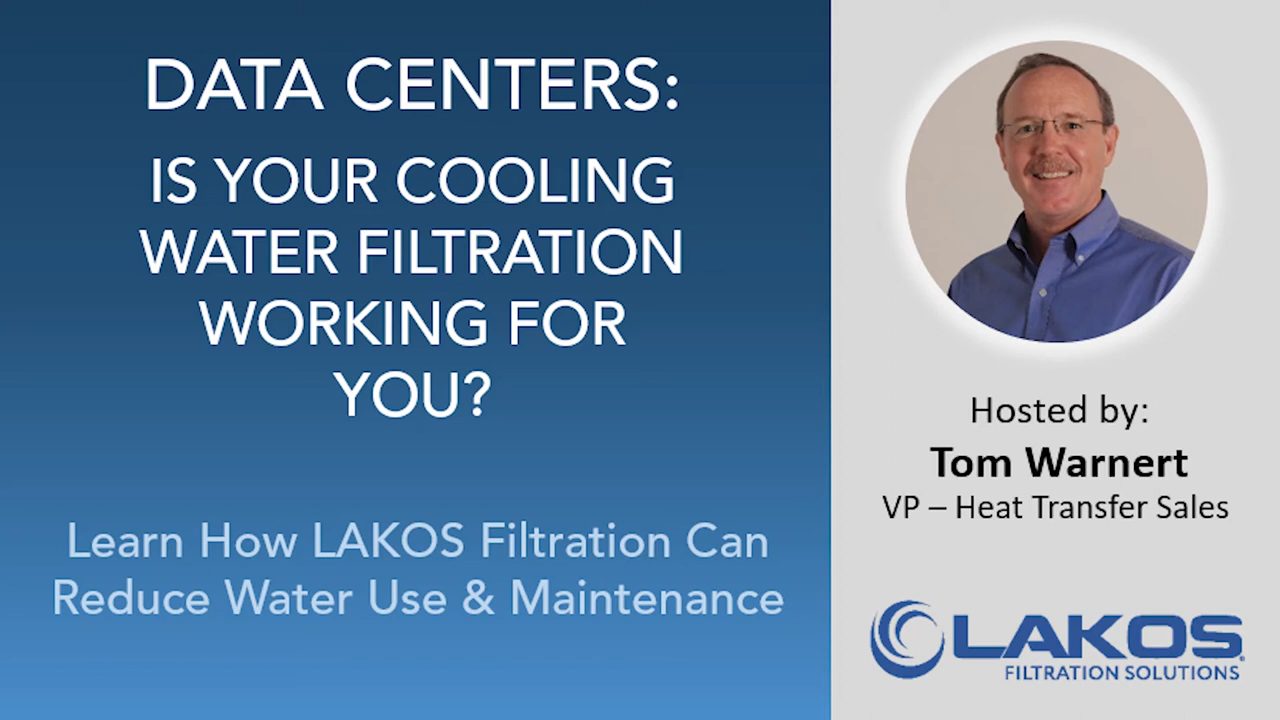 DATA CENTERS:
IS YOUR COOLING
WATER FILTRATION
WORKING FOR
YOU?
Learn How LAKOS Filtration Can
Reduce Water Use & Maintenance
Hosted by:
Tom Warnert
VP – Heat Transfer Sales
LAKOS
FILTRATION SOLUTIONS